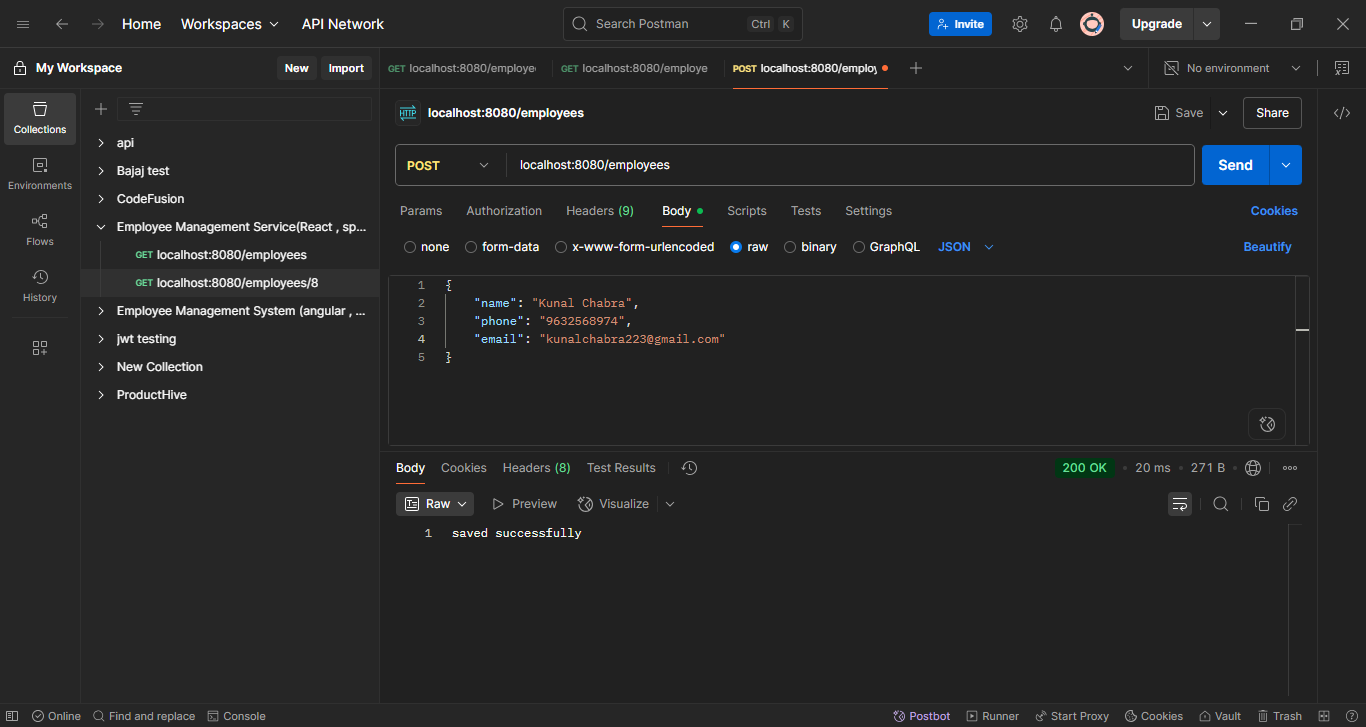 Home Workspaces API Network Search Postman Ctrl K Invite Upgrade
My Workspace New Import GET localhost:8080/employe GET localhost:8080/employe POST localhost:8080/employ No environment
Collections
Environments
Flows
History
api
Bajaj test
CodeFusion
Employee Management Service(React , sp...
GET localhost:8080/employees
GET localhost:8080/employees/8
Employee Management System (angular , ...
jwt testing
New Collection
ProductHive
HTTP localhost:8080/employees Save Share
POST localhost:8080/employees Send
Params Authorization Headers (9) Body Scripts Tests Settings Cookies
none form-data x-www-form-urlencoded raw binary GraphQL JSON Beautify
1 {
2 "name": "Kunal Chabra",
3 "phone": "9632568974",
4 "email": "kunalchabra223@gmail.com"
5 }
Body Cookies Headers (8) Test Results 200 OK • 20 ms • 271 B •
Raw Preview Visualize
1 saved successfully
Online Find and replace Console Postbot Runner Start Proxy Cookies Vault Trash